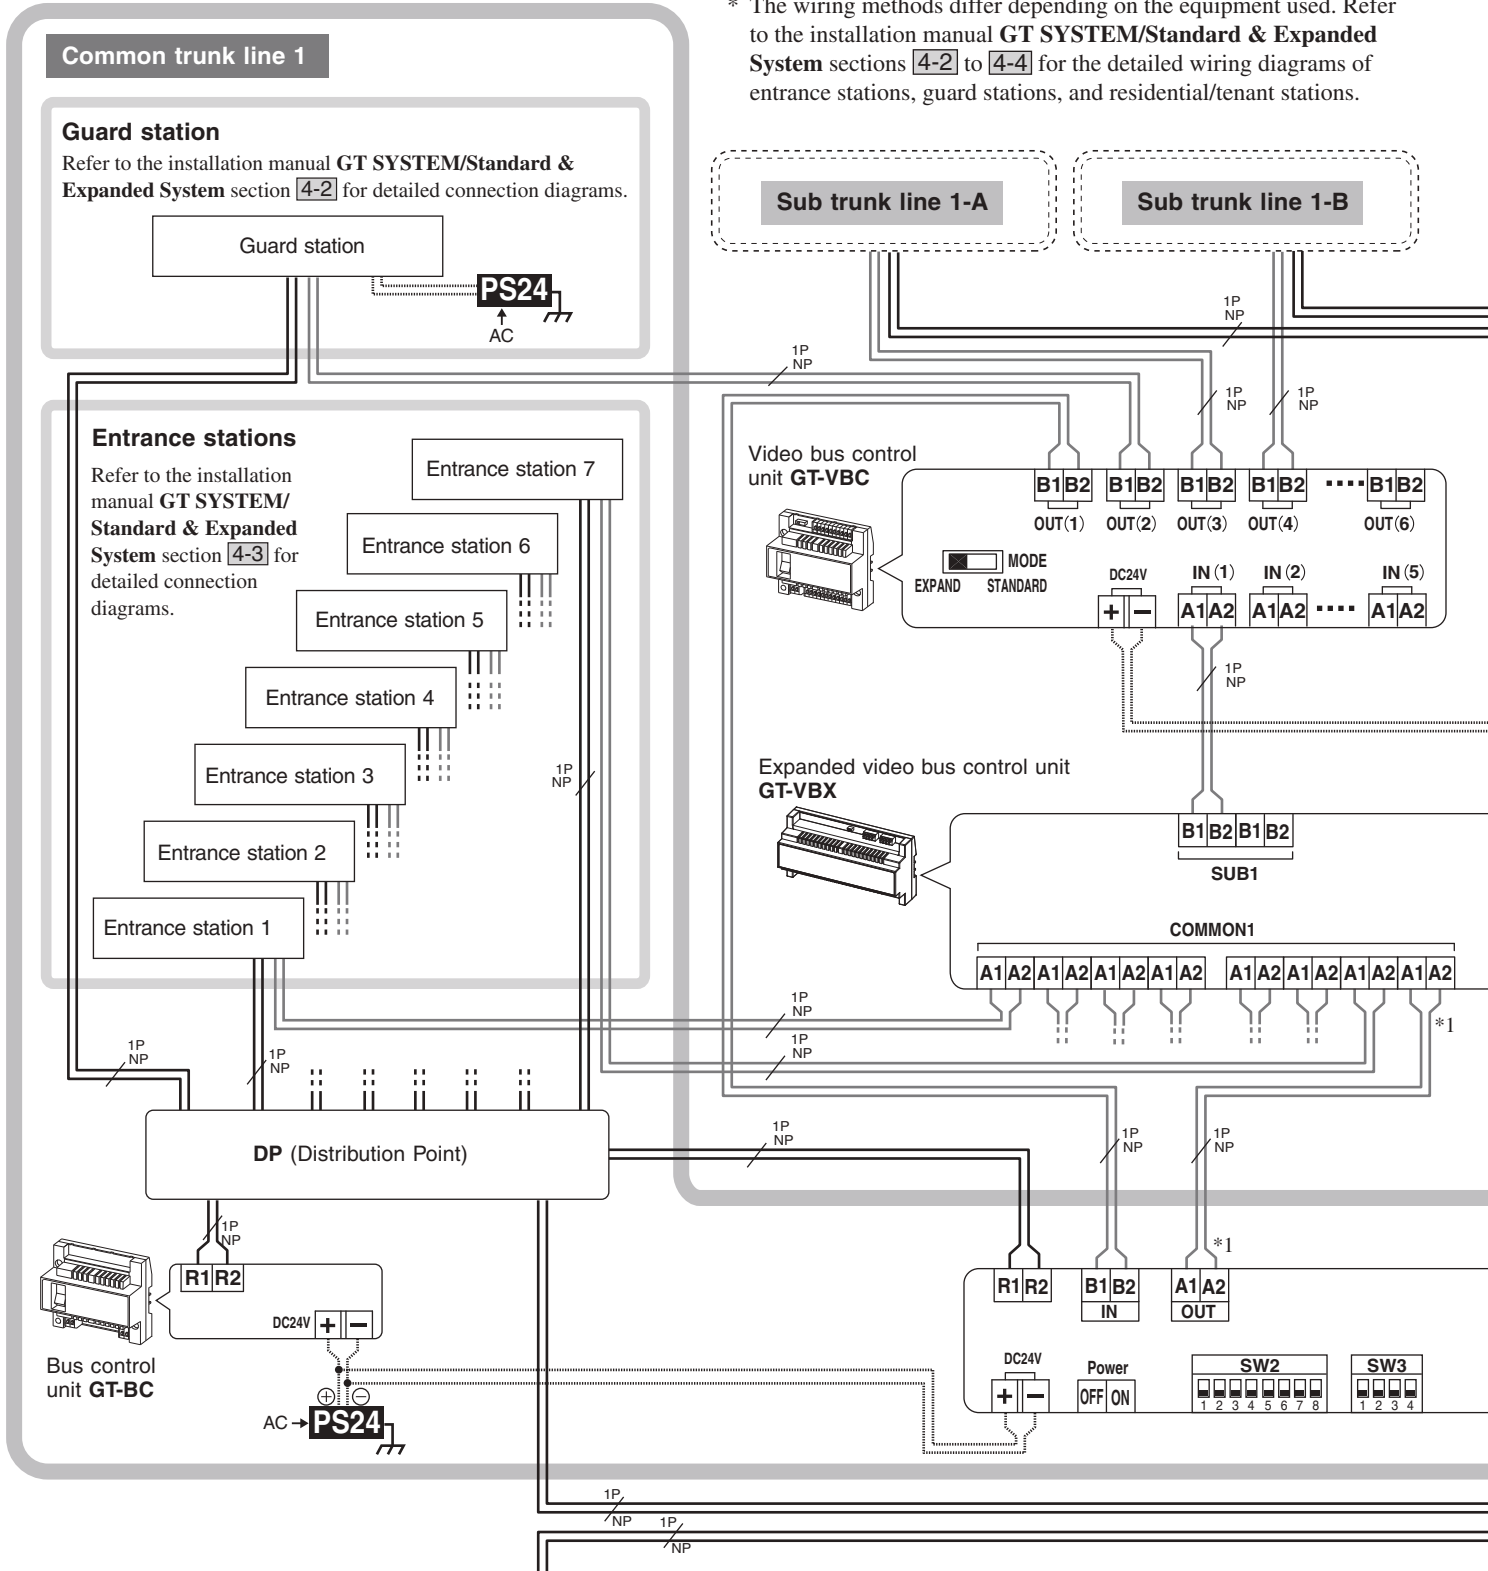 * The wiring methods differ depending on the equipment used. Refer
to the installation manual GT SYSTEM/Standard & Expanded
System sections 4-2 to 4-4 for the detailed wiring diagrams of
entrance stations, guard stations, and residential/tenant stations.
Common trunk line 1
Guard station
Refer to the installation manual GT SYSTEM/Standard &
Expanded System section 4-2 for detailed connection diagrams.
Guard station
PS24
AC
Sub trunk line 1-A
Sub trunk line 1-B
1P
NP
1P
NP
1P
NP
1P
NP
Entrance stations
Refer to the installation
manual GT SYSTEM/
Standard & Expanded
System section 4-3 for
detailed connection
diagrams.
Entrance station 7
Entrance station 6
Entrance station 5
Entrance station 4
Entrance station 3
Entrance station 2
Entrance station 1
1P
NP
Video bus control
unit GT-VBC
B1 B2 B1 B2 B1 B2 B1 B2 ···· B1 B2
OUT(1) OUT(2) OUT(3) OUT(4) OUT(6)
MODE
EXPAND STANDARD
DC24V
+ −
IN(1) IN(2) IN(5)
A1 A2 A1 A2 ···· A1 A2
1P
NP
Expanded video bus control unit
GT-VBX
B1 B2 B1 B2
SUB1
COMMON1
A1 A2 A1 A2 A1 A2 A1 A2 A1 A2 A1 A2 A1 A2 A1 A2
*1
1P
NP
1P
NP
1P
NP
1P
NP
DP (Distribution Point)
1P
NP
1P
NP
1P
NP
1P
NP
*1
R1 R2
DC24V + −
Bus control
unit GT-BC
+ −
AC PS24
R1 R2 B1 B2 A1 A2
IN OUT
DC24V
+ −
Power
OFF ON
SW2
1 2 3 4 5 6 7 8
SW3
1 2 3 4
1P
NP
1P
NP